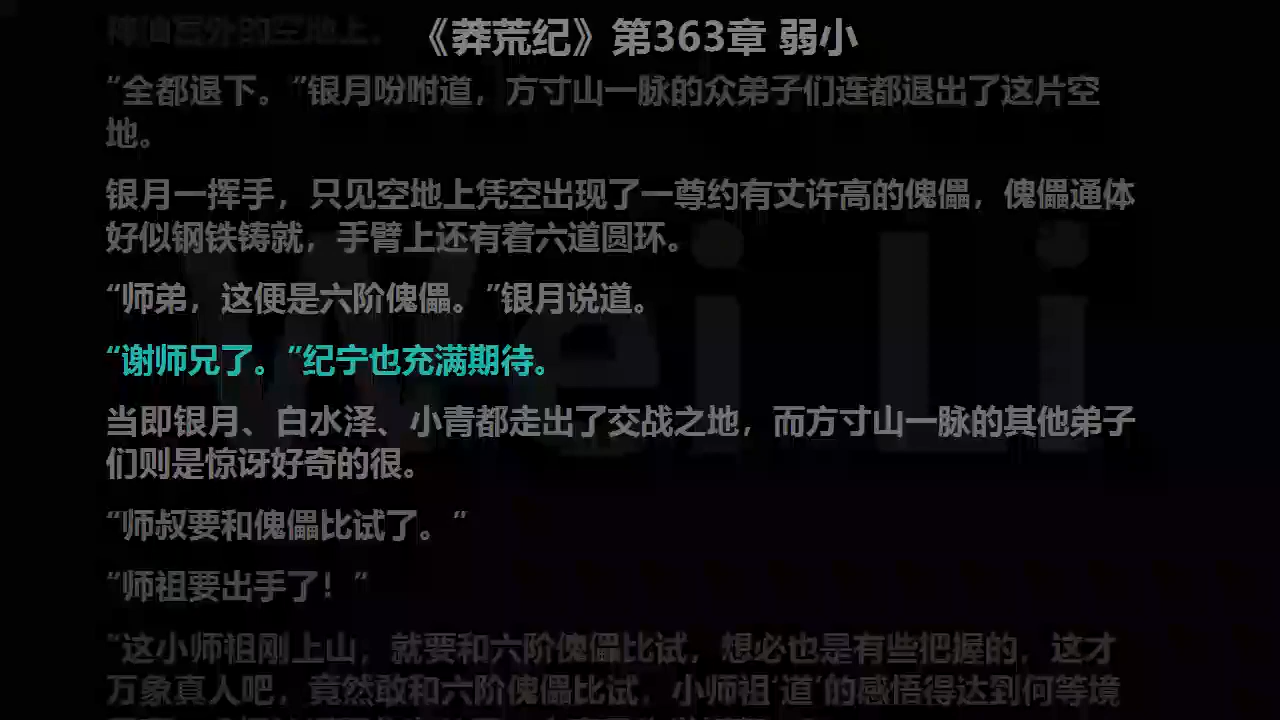 《莽荒纪》第363章 弱小
“全都退下。”银月吩咐道，方寸山一脉的众弟子们连都退出了这片空
地。
银月一挥手，只见空地上凭空出现了一尊约有丈许高的傀儡，傀儡通体
好似钢铁铸就，手臂上还有着六道圆环。
“师弟，这便是六阶傀儡。”银月说道。
“谢师兄了。”纪宁也充满期待。
当即银月、白水泽、小青都走出了交战之地，而方寸山一脉的其他弟子
们则是惊讶好奇的很。
“师叔要和傀儡比试了。”
“师祖要出手了！”
“这小师祖刚上山，就要和六阶傀儡比试，想必也是有些把握的，这才
万象真人吧，竟然敢和六阶傀儡比试，小师祖‘道’的感悟得达到何等境
Wei Li